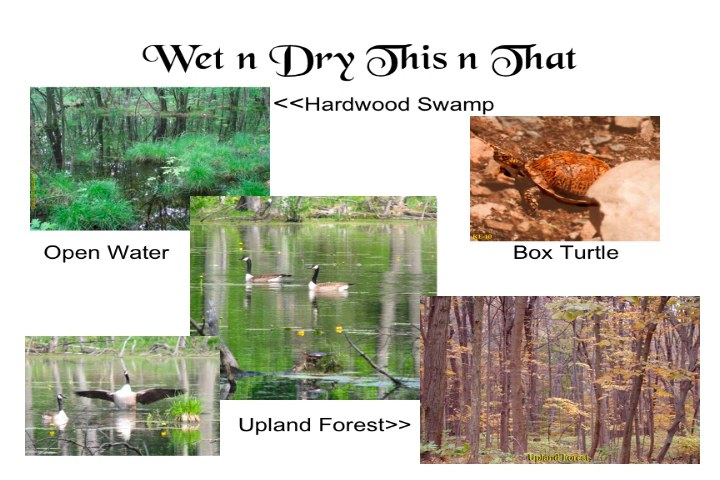 Wet n Dry This n That
<<Hardwood Swamp
Open Water
Box Turtle
Upland Forest>>
Upland Forest